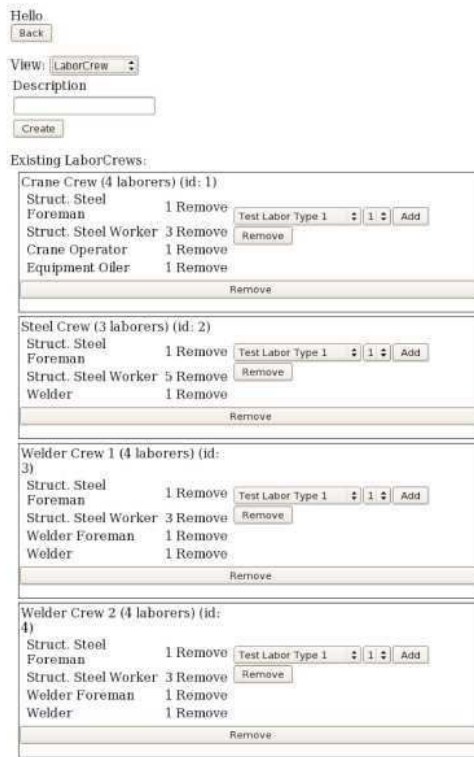 Hello
Back
View: LaborCrew
Description
Create
Existing LaborCrews:
Crane Crew (4 laborers) (id: 1)
Struct. Steel
Foreman 1 Remove Test Labor Type 1 1 Add
Struct. Steel Worker 3 Remove Remove
Crane Operator 1 Remove
Equipment Oiler 1 Remove
Remove
Steel Crew (3 laborers) (id: 2)
Struct. Steel
Foreman 1 Remove Test Labor Type 1 1 Add
Struct. Steel Worker 5 Remove Remove
Welder 1 Remove
Remove
Welder Crew 1 (4 laborers) (id:
3)
Struct. Steel
Foreman 1 Remove Test Labor Type 1 1 Add
Struct. Steel Worker 3 Remove Remove
Welder Foreman 1 Remove
Welder 1 Remove
Remove
Welder Crew 2 (4 laborers) (id:
4)
Struct. Steel
Foreman 1 Remove Test Labor Type 1 1 Add
Struct. Steel Worker 3 Remove Remove
Welder Foreman 1 Remove
Welder 1 Remove
Remove